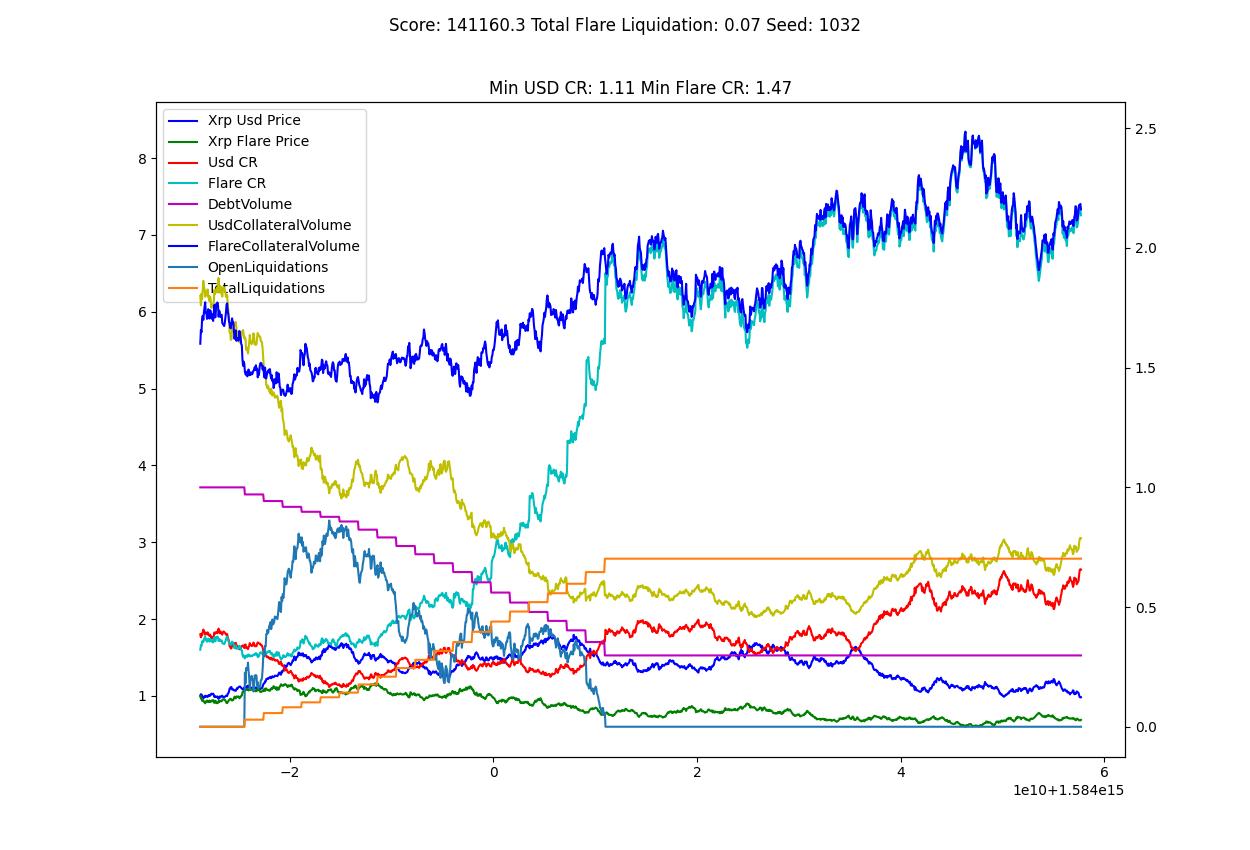 Score: 141160.3 Total Flare Liquidation: 0.07 Seed: 1032
Min USD CR: 1.11 Min Flare CR: 1.47
Xrp Usd Price
Xrp Flare Price
Usd CR
Flare CR
DebtVolume
UsdCollateralVolume
FlareCollateralVolume
OpenLiquidations
TotalLiquidations
8
7
6
5
4
3
2
1
2.5
2.0
1.5
1.0
0.5
0.0
−2
0
2
4
6
1e10+1.584e15